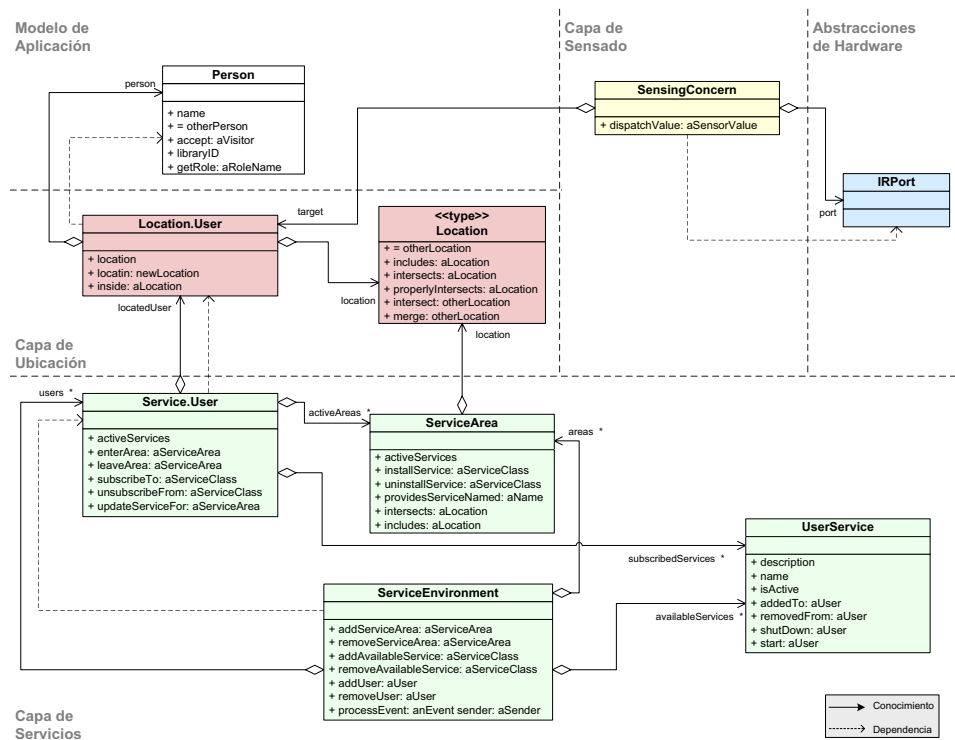 Modelo de
Aplicación
Capa de
Sensado
Abstracciones
de Hardware
person
Person
+ name
+ = otherPerson
+ accept: aVisitor
+ libraryID
+ getRole: aRoleName
SensingConcern
+ dispatchValue: aSensorValue
IRPort
port
target
Location.User
+ location
+ locatin: newLocation
+ inside: aLocation
<<type>>
Location
+ = otherLocation
+ includes: aLocation
+ intersects: aLocation
+ properlyIntersects: aLocation
+ intersect: otherLocation
+ merge: otherLocation
location
locatedUser
location
Capa de
Ubicación
users *
Service.User
+ activeServices
+ enterArea: aServiceArea
+ leaveArea: aServiceArea
+ subscribeTo: aServiceClass
+ unsubscribeFrom: aServiceClass
+ updateServiceFor: aServiceArea
activeAreas *
ServiceArea
+ activeServices
+ installService: aServiceClass
+ uninstallService: aServiceClass
+ providesServiceNamed: aName
+ intersects: aLocation
+ includes: aLocation
areas *
UserService
+ description
+ name
+ isActive
+ addedTo: aUser
+ removedFrom: aUser
+ shutDown: aUser
+ start: aUser
subscribedServices *
availableServices *
ServiceEnvironment
+ addServiceArea: aServiceArea
+ removeServiceArea: aServiceArea
+ addAvailableService: aServiceClass
+ removeAvailableService: aServiceClass
+ addUser: aUser
+ removeUser: aUser
+ processEvent: anEvent sender: aSender
Capa de
Servicios
Conocimiento
Dependencia